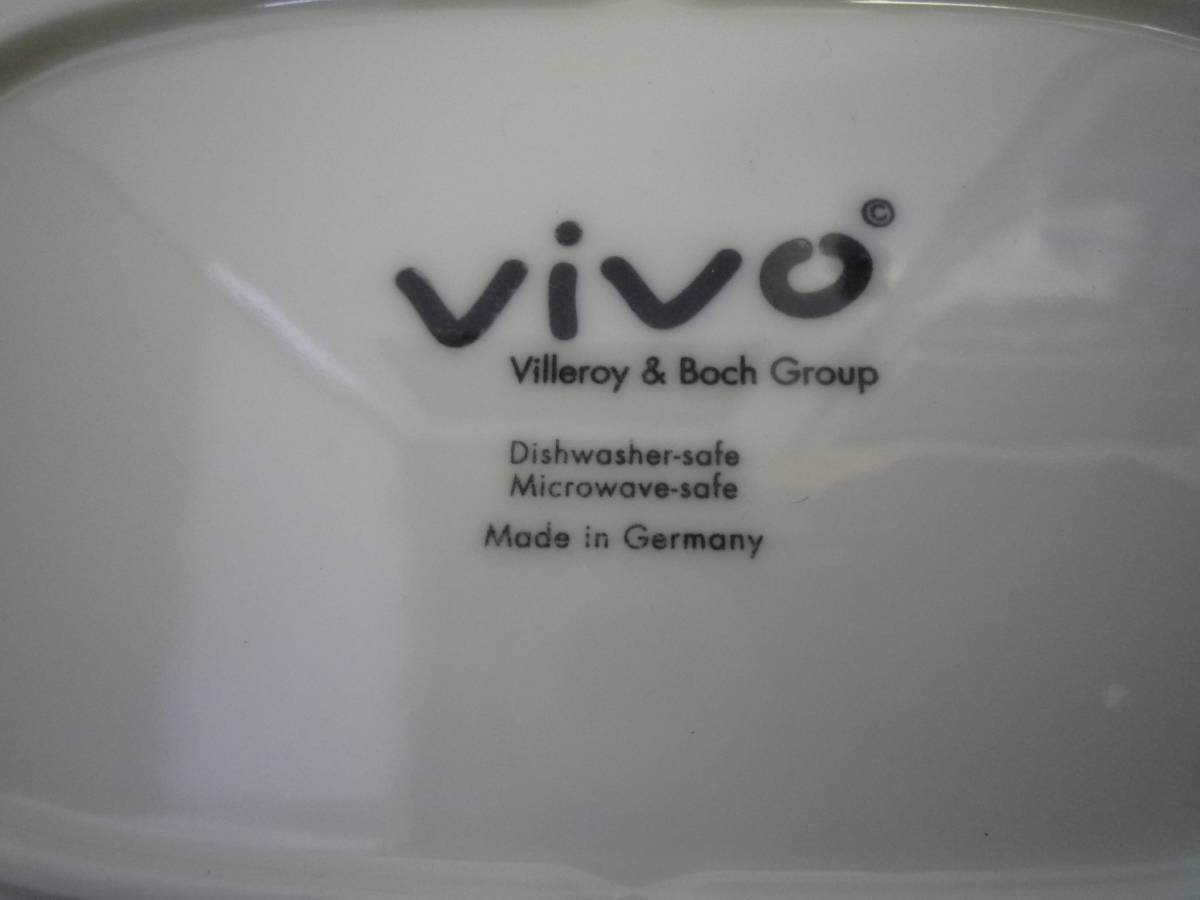 vivo©
Villeroy & Boch Group
Dishwasher-safe
Microwave-safe
Made in Germany